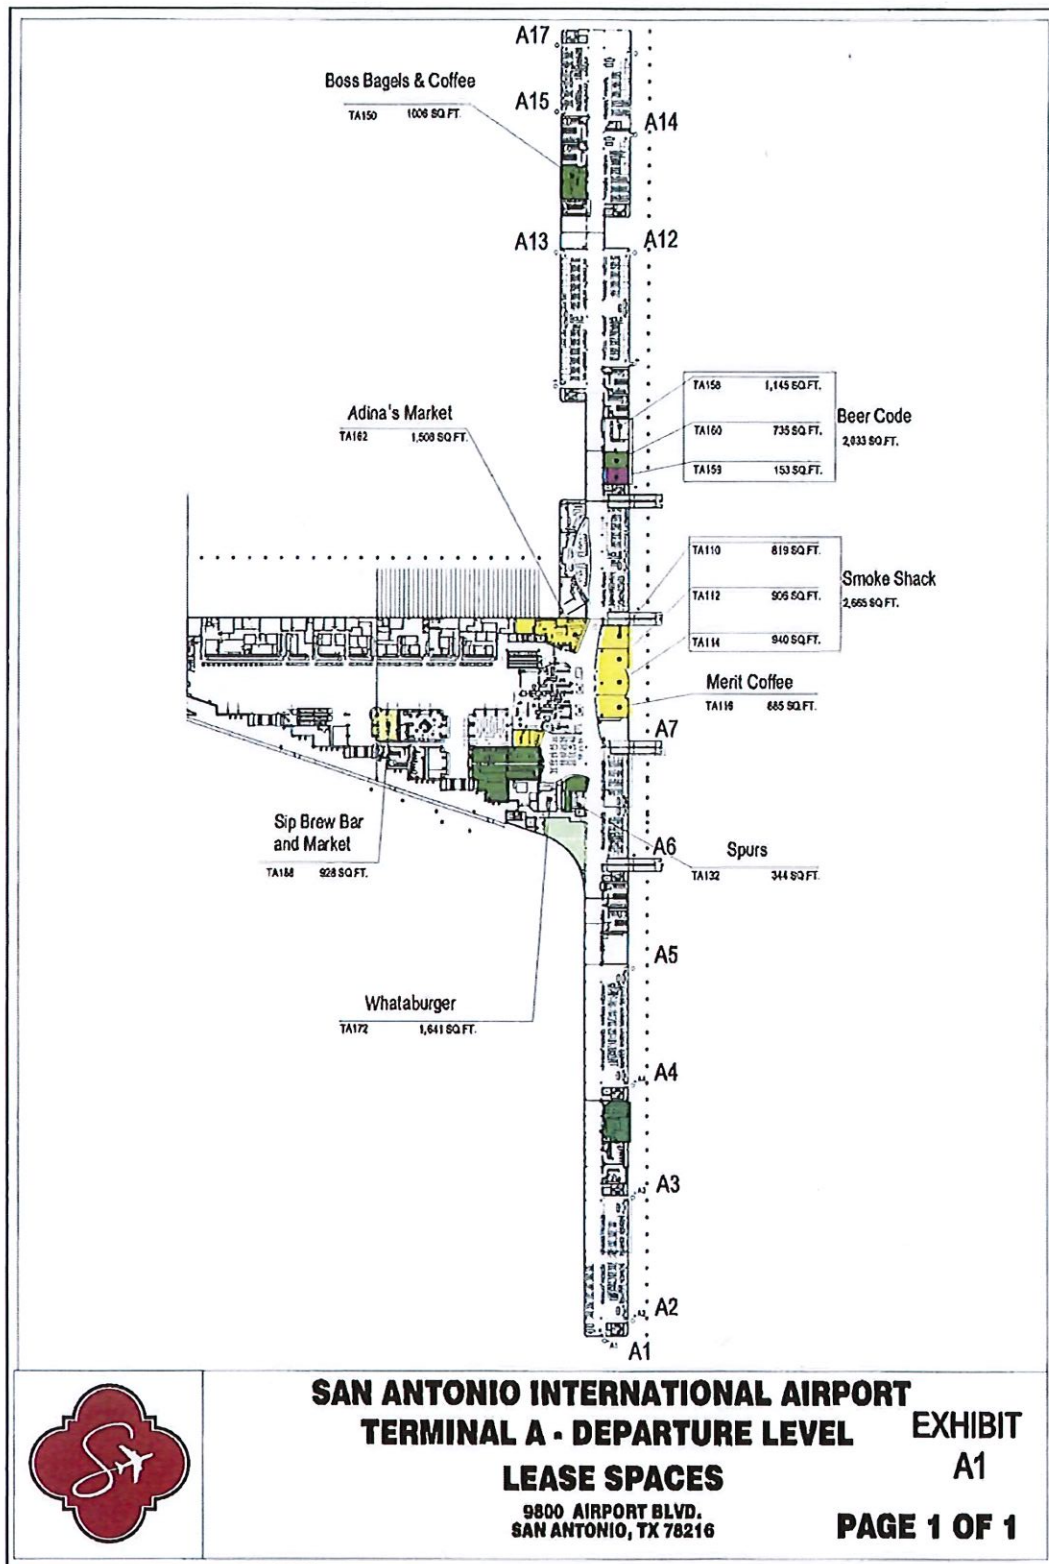 A17
Boss Bagels & Coffee
A15
TA150 1006 SQ FT.
A14
A13
A12
TA158 1,145 SQ.FT.
Adina's Market
Beer Code
TA162 1,508 SQ FT.
TA160 735 SQ/FT.
2,033 SQ.FT.
TA159 153 SQ.FT.
TA110 819 SQ/FT.
Smoke Shack
TA112 906 SQ/FT.
2,665 SQ.FT.
TA114 940 SQ/FT.
Merit Coffee
TA116 685 SQ.FT.
A7
Sip Brew Bar
and Market
A6
Spurs
TA188 928 SQ FT.
TA132 344 SQ FT.
A5
Whataburger
TA172 1,641 SQ FT.
A4
A4
A3
A3
A2
A2
A1
A1
SAN ANTONIO INTERNATIONAL AIRPORT
TERMINAL A - DEPARTURE LEVEL
LEASE SPACES
9800 AIRPORT BLVD.
SAN ANTONIO, TX 78216
EXHIBIT
A1
PAGE 1 OF 1